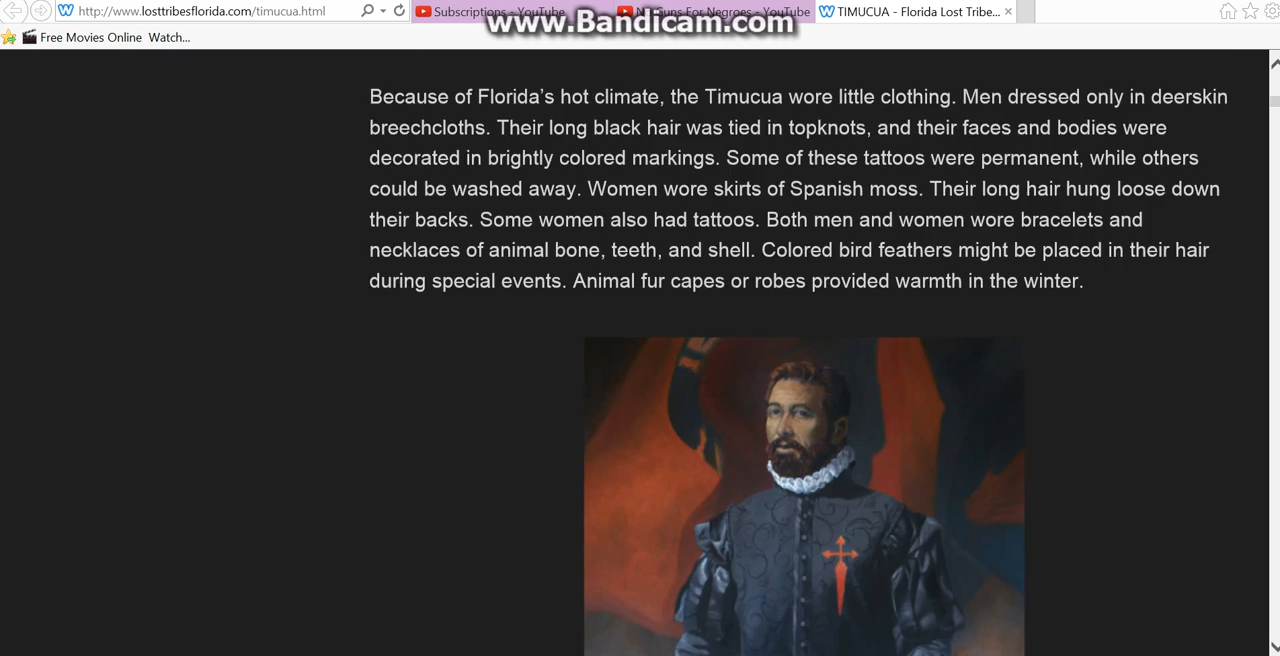 http://www.losttribesflorida.com/timucua.html
Subscriptions - YouTube
Guns For Negroes - YouTube
TIMUCUA - Florida Lost Tribe...
www.Bandicam.com
Free Movies Online Watch...
Because of Florida's hot climate, the Timucua wore little clothing. Men dressed only in deerskin
breechcloths. Their long black hair was tied in topknots, and their faces and bodies were
decorated in brightly colored markings. Some of these tattoos were permanent, while others
could be washed away. Women wore skirts of Spanish moss. Their long hair hung loose down
their backs. Some women also had tattoos. Both men and women wore bracelets and
necklaces of animal bone, teeth, and shell. Colored bird feathers might be placed in their hair
during special events. Animal fur capes or robes provided warmth in the winter.